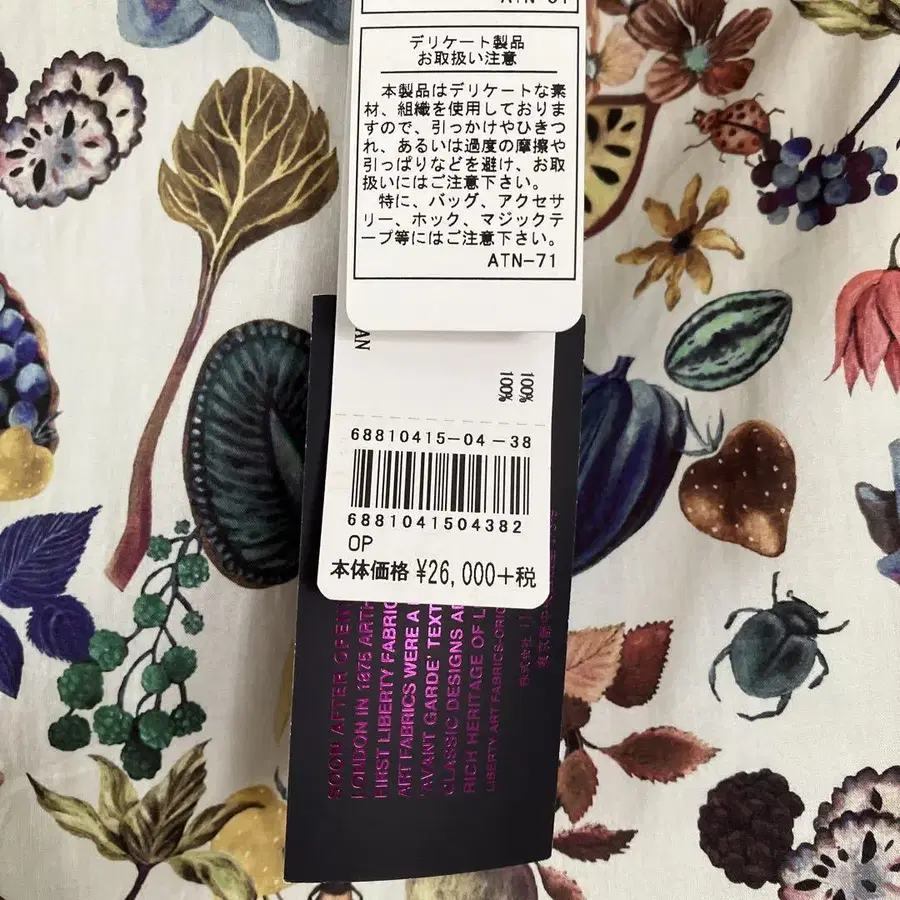 デリケート製品
お取扱い注意
本製品はデリケートな素
材、組織を使用しておりま
すので、引っかけやひきつ
れ、あるいは過度の摩擦や
引っぱりなどを避け、お取
扱いにはご注意下さい。
特に、バッグ、アクセサ
リー、ホック、マジックテ
ープ等にはご注意下さい。
ATN-71
100%
100%
68810415-04-38
6881041504382
OP
本体価格 ¥26,000+税
SOON AFTER OPEN
LONDON IN 1875 ARTH
FIRST LIBERTY FABRIC
ART FABRICS WERE A
'AVANT GARDE' TEXT
CLASSIC DESIGNS A
RICH HERITAGE OF L
LIBERTY ART FABRICS-ORI
株式会社